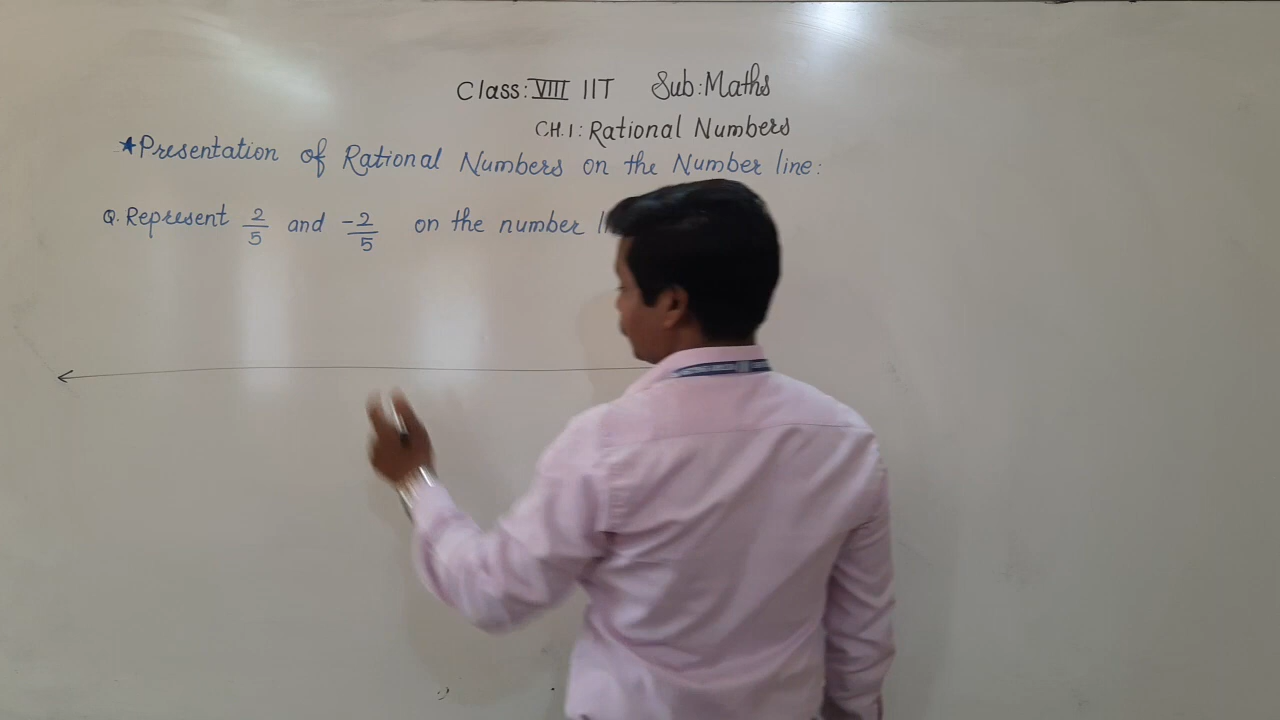 Class: VIII IIT Sub: Maths
CH.1: Rational Numbers
★Presentation of Rational Numbers on the Number line:
Q. Represent 2/5 and -2/5 on the number